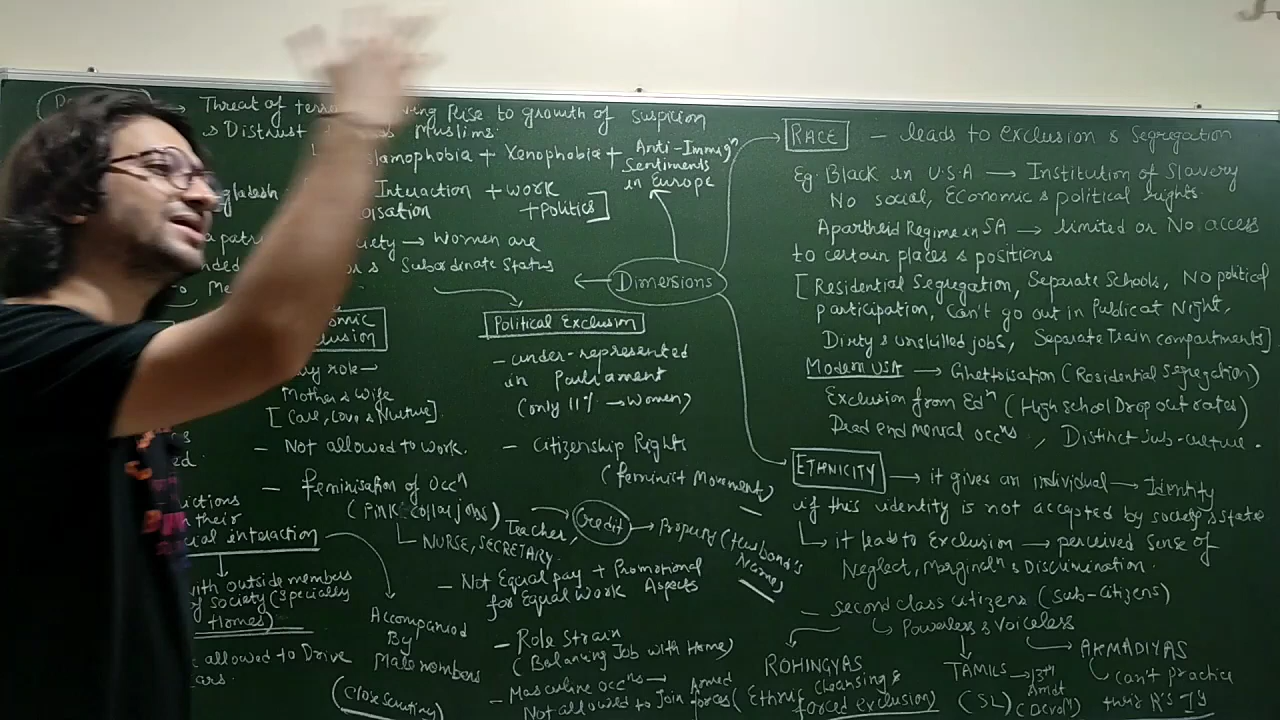 → Threat of
ving Rise to growth of suspicion
& Distrust
Muslims.
Islamophobia + Xenophobia + Anti-Immigⁿ
Sentiments
in Europe
Interaction + work
+ Politics]
isation
→ Women are
Subordinate Status
Dimensions
Political Exclusion
- under-represented
in Parliament
(only 11% → Women)
- Citizenship Rights
(feminist Movement)
role —
Mother & Wife
[Care, Love & Nurture].
- Not allowed to work.
- feminisation of Occⁿ
(PINK-Collar jobs)
Teacher,
NURSE, SECRETARY.
Credit → Property (Husband's
Name)
- Not Equal pay + Promotional
for Equal Work Aspects
- Role Strain
(Balancing Job with Home)
- Masculine Occⁿs → Armed
Not allowed to Join forces
ictions
their
ial interaction
with outside members
of society (specially
Homes)
allowed to Drive
cars.
Accompanied
By
Male members
(Close scrutiny)
RACE — leads to Exclusion & Segregation
Eg. Black in U.S.A → Institution of Slavery
No social, Economic & political rights.
Apartheid Regime in SA → limited or No access
to certain places & positions
[Residential Segregation, Separate Schools, No political
participation, Can't go out in Public at Night,
Dirty & unskilled jobs, Separate Train compartments]
Modern USA → Ghettoisation (Residential Segregation)
Exclusion from Edⁿ (High School Drop out rates)
Dead end menial occⁿs, Distinct Sub-culture.
ETHNICITY → it gives an individual → Identity
if this identity is not accepted by society & state
it leads to Exclusion → perceived sense of
Neglect, Marginalⁿ & Discrimination.
- second class citizens (sub-citizens)
Powerless & Voiceless
ROHINGYAS
(Ethnic Cleansing &
forced exclusion)
TAMILS → 13th
Amdt
(SL) (Devolⁿ)
AHMADIYAS
can't practice
their